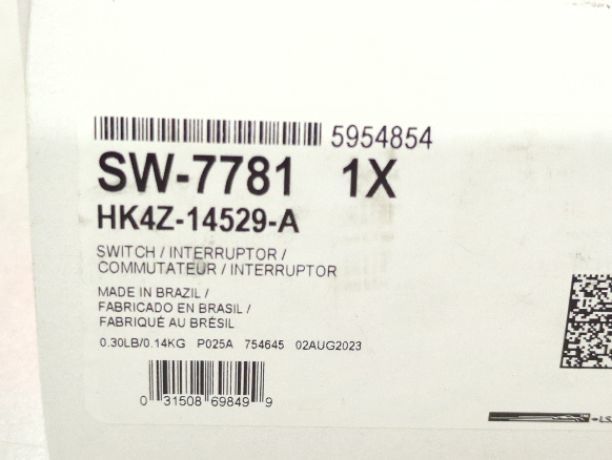 5954854
SW-7781 1X
HK4Z-14529-A
SWITCH / INTERRUPTOR /
COMMUTATEUR / INTERRUPTOR
MADE IN BRAZIL /
FABRICADO EN BRASIL /
FABRIQUÉ AU BRÉSIL
0.30LB/0.14KG P025A 754645 02AUG2023
0 31508 69849 9